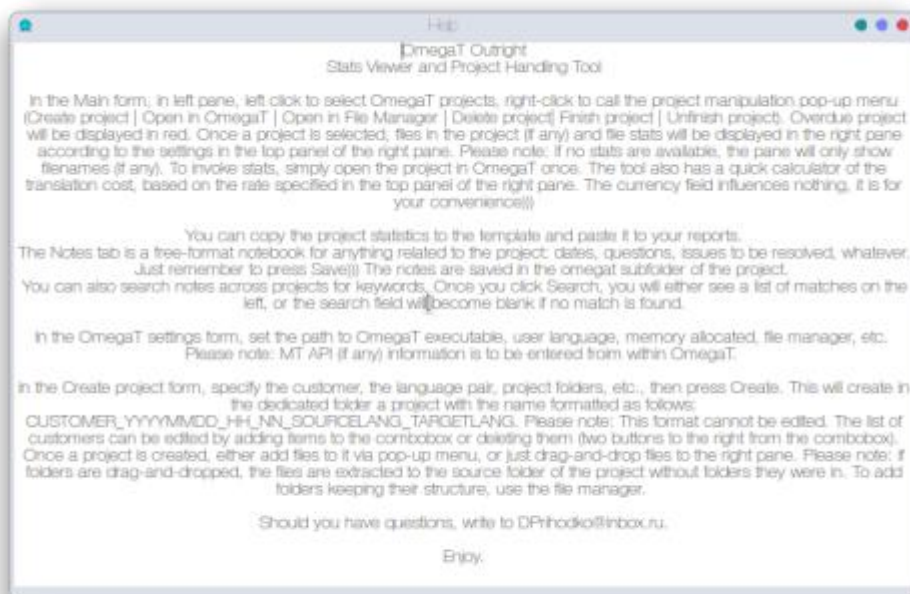 Help
OmegaT Outright
Stats Viewer and Project Handling Tool
In the Main form, in left pane, left click to select OmegaT projects, right-click to call the project manipulation pop-up menu
(Create project | Open in OmegaT | Open in File Manager | Delete project| Finish project | Unfinish project). Overdue project
will be displayed in red. Once a project is selected, files in the project (if any) and file stats will be displayed in the right pane
according to the settings in the top panel of the right pane. Please note: if no stats are available, the pane will only show
filenames (if any). To invoke stats, simply open the project in OmegaT once. The tool also has a quick calculator of the
translation cost, based on the rate specified in the top panel of the right pane. The currency field influences nothing, it is for
your convenience)))
You can copy the project statistics to the template and paste it to your reports.
The Notes tab is a free-format notebook for anything related to the project: dates, questions, issues to be resolved, whatever.
Just remember to press Save))) The notes are saved in the omegat subfolder of the project.
You can also search notes across projects for keywords. Once you click Search, you will either see a list of matches on the
left, or the search field will become blank if no match is found.
In the OmegaT settings form, set the path to OmegaT executable, user language, memory allocated, file manager, etc.
Please note: MT API (if any) information is to be entered froim within OmegaT.
In the Create project form, specify the customer, the language pair, project folders, etc., then press Create. This will create in
the dedicated folder a project with the name formatted as follows:
CUSTOMER_YYYYMMDD_HH_NN_SOURCELANG_TARGETLANG. Please note: This format cannot be edited. The list of
customers can be edited by adding items to the combobox or deleting them (two buttons to the right from the combobox).
Once a project is created, either add files to it via pop-up menu, or just drag-and-drop files to the right pane. Please note: if
folders are drag-and-dropped, the files are extracted to the source folder of the project without folders they were in. To add
folders keeping their structure, use the file manager.
Should you have questions, write to DPrihodko@inbox.ru.
Enjoy.